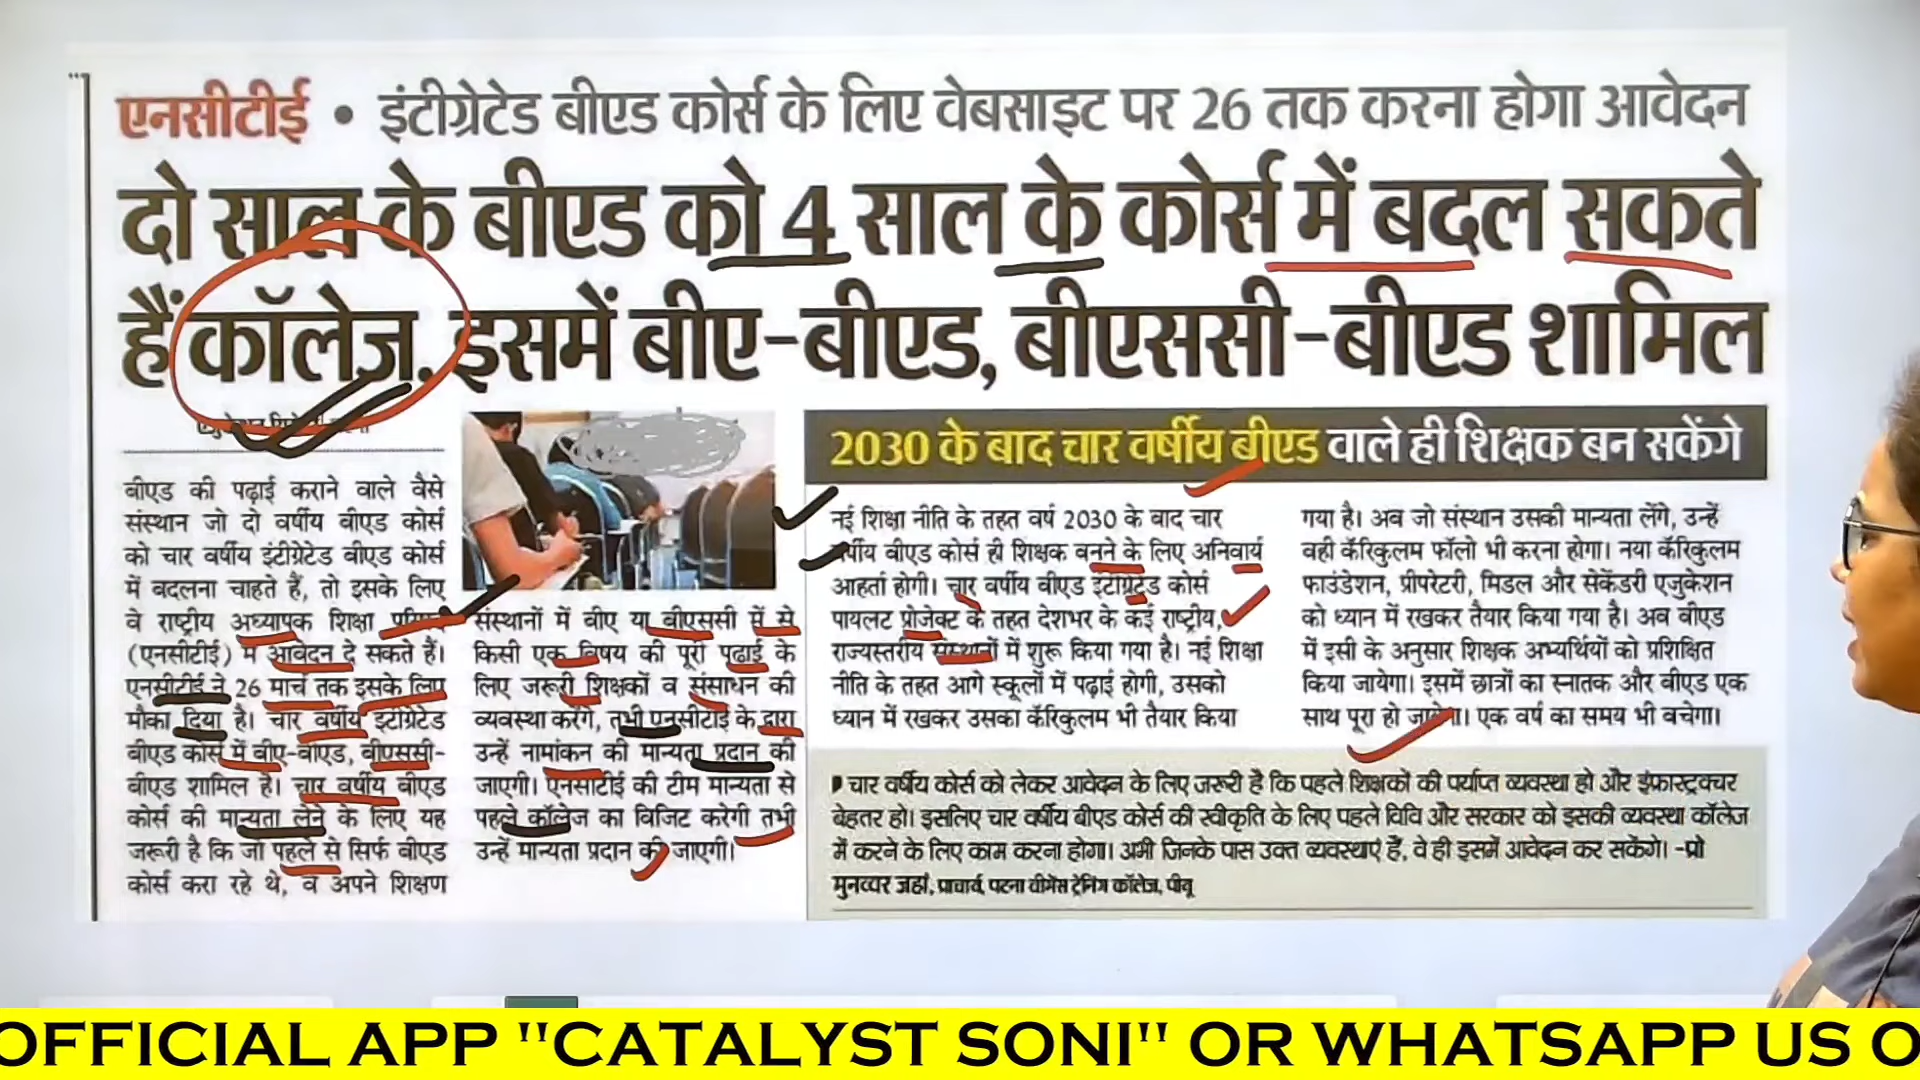 एनसीटीई • इंटीग्रेटेड बीएड कोर्स के लिए वेबसाइट पर 26 तक करना होगा आवेदन
दो साल के बीएड को 4 साल के कोर्स में बदल सकते
हैं कॉलेज, इसमें बीए-बीएड, बीएससी-बीएड शामिल
बीएड की पढ़ाई कराने वाले वैसे
संस्थान जो दो वर्षीय बीएड कोर्स
को चार वर्षीय इंटीग्रेटेड बीएड कोर्स
में बदलना चाहते हैं, तो इसके लिए
वे राष्ट्रीय अध्यापक शिक्षा परिषद
(एनसीटीई) में आवेदन दे सकते हैं।
एनसीटीई ने 26 मार्च तक इसके लिए
मौका दिया है। चार वर्षीय इंटीग्रेटेड
बीएड कोर्स में बीए-बीएड, बीएससी-
बीएड शामिल है। चार वर्षीय बीएड
कोर्स की मान्यता लेने के लिए यह
जरूरी है कि जो पहले से सिर्फ बीएड
कोर्स करा रहे थे, वे अपने शिक्षण
संस्थानों में बीए या बीएससी में से
किसी एक विषय की पूरी पढ़ाई के
लिए जरूरी शिक्षकों व संसाधन की
व्यवस्था करेंगे, तभी एनसीटीई के द्वारा
उन्हें नामांकन की मान्यता प्रदान की
जाएगी। एनसीटीई की टीम मान्यता से
पहले कॉलेज का विजिट करेगी तभी
उन्हें मान्यता प्रदान की जाएगी।
2030 के बाद चार वर्षीय बीएड वाले ही शिक्षक बन सकेंगे
नई शिक्षा नीति के तहत वर्ष 2030 के बाद चार
वर्षीय बीएड कोर्स ही शिक्षक बनने के लिए अनिवार्य
आहर्ता होगी। चार वर्षीय बीएड इंटीग्रेटेड कोर्स
पायलट प्रोजेक्ट के तहत देशभर के कई राष्ट्रीय,
राज्यस्तरीय संस्थानों में शुरू किया गया है। नई शिक्षा
नीति के तहत आगे स्कूलों में पढ़ाई होगी, उसको
ध्यान में रखकर उसका कॅरिकुलम भी तैयार किया
गया है। अब जो संस्थान उसकी मान्यता लेंगे, उन्हें
वही कॅरिकुलम फॉलो भी करना होगा। नया कॅरिकुलम
फाउंडेशन, प्रीपरेटरी, मिडल और सेकेंडरी एजुकेशन
को ध्यान में रखकर तैयार किया गया है। अब बीएड
में इसी के अनुसार शिक्षक अभ्यर्थियों को प्रशिक्षित
किया जायेगा। इसमें छात्रों का स्नातक और बीएड एक
साथ पूरा हो जायेगा। एक वर्ष का समय भी बचेगा।
चार वर्षीय कोर्स को लेकर आवेदन के लिए जरूरी है कि पहले शिक्षकों की पर्याप्त व्यवस्था हो और इंफ्रास्ट्रक्चर
बेहतर हो। इसलिए चार वर्षीय बीएड कोर्स की स्वीकृति के लिए पहले विवि और सरकार को इसकी व्यवस्था कॉलेज
में करने के लिए काम करना होगा। अभी जिनके पास उक्त व्यवस्थाएं हैं, वे ही इसमें आवेदन कर सकेंगे। -प्रो
मुनव्वर जहां, प्राचार्य, पटना वीमेंस ट्रेनिंग कॉलेज, पीयू
OFFICIAL APP "CATALYST SONI" OR WHATSAPP US O